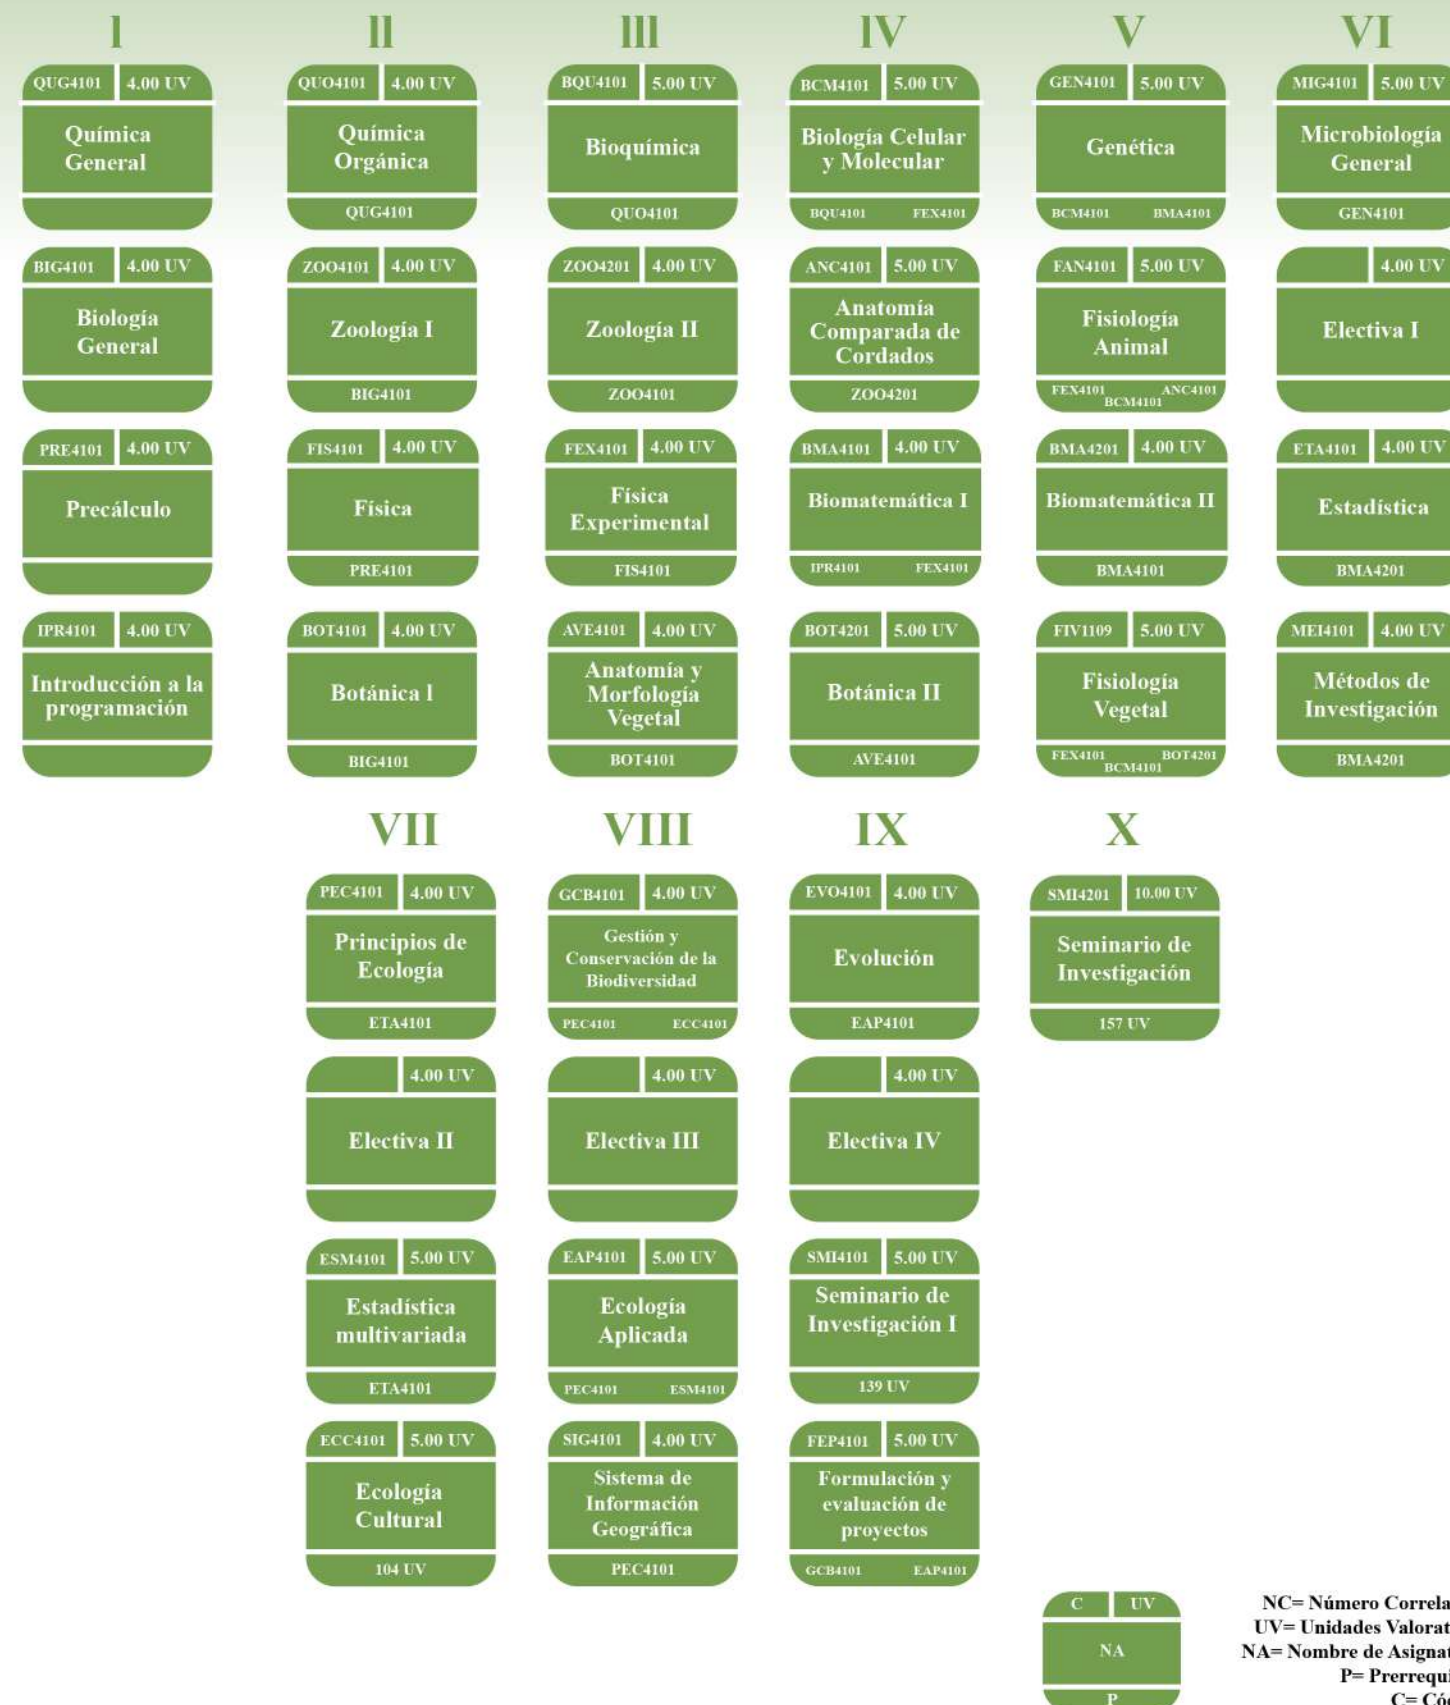 I
II
III
IV
V
VI
QUG4101 4.00 UV
Química
General
QUO4101 4.00 UV
Química
Orgánica
QUG4101
BQU4101 5.00 UV
Bioquímica
QUO4101
BCM4101 5.00 UV
Biología Celular
y Molecular
BQU4101 FEX4101
GEN4101 5.00 UV
Genética
BCM4101 BMA4101
MIG4101 5.00 UV
Microbiología
General
GEN4101
BIG4101 4.00 UV
Biología
General
ZOO4101 4.00 UV
Zoología I
BIG4101
ZOO4201 4.00 UV
Zoología II
ZOO4101
ANC4101 5.00 UV
Anatomía
Comparada de
Cordados
ZOO4201
FAN4101 5.00 UV
Fisiología
Animal
FEX4101 ANC4101
BCM4101
4.00 UV
Electiva I
PRE4101 4.00 UV
Precálculo
FIS4101 4.00 UV
Física
PRE4101
FEX4101 4.00 UV
Física
Experimental
FIS4101
BMA4101 4.00 UV
Biomatemática I
IPR4101 FEX4101
BMA4201 4.00 UV
Biomatemática II
BMA4101
ETA4101 4.00 UV
Estadística
BMA4201
IPR4101 4.00 UV
Introducción a la
programación
BOT4101 4.00 UV
Botánica l
BIG4101
AVE4101 4.00 UV
Anatomía y
Morfología
Vegetal
BOT4101
BOT4201 5.00 UV
Botánica II
AVE4101
FIV1109 5.00 UV
Fisiología
Vegetal
FEX4101 BOT4201
BCM4101
MEI4101 4.00 UV
Métodos de
Investigación
BMA4201
VII
VIII
IX
X
PEC4101 4.00 UV
Principios de
Ecología
ETA4101
GCB4101 4.00 UV
Gestión y
Conservación de la
Biodiversidad
PEC4101 ECC4101
EVO4101 4.00 UV
Evolución
EAP4101
SMI4201 10.00 UV
Seminario de
Investigación
157 UV
4.00 UV
Electiva II
4.00 UV
Electiva III
4.00 UV
Electiva IV
ESM4101 5.00 UV
Estadística
multivariada
ETA4101
EAP4101 5.00 UV
Ecología
Aplicada
PEC4101 ESM4101
SMI4101 5.00 UV
Seminario de
Investigación I
139 UV
ECC4101 5.00 UV
Ecología
Cultural
104 UV
SIG4101 4.00 UV
Sistema de
Información
Geográfica
PEC4101
FEP4101 5.00 UV
Formulación y
evaluación de
proyectos
GCB4101 EAP4101
C UV
NA
P
NC= Número Correla
UV= Unidades Valorat
NA= Nombre de Asignat
P= Prerrequi
C= Cód